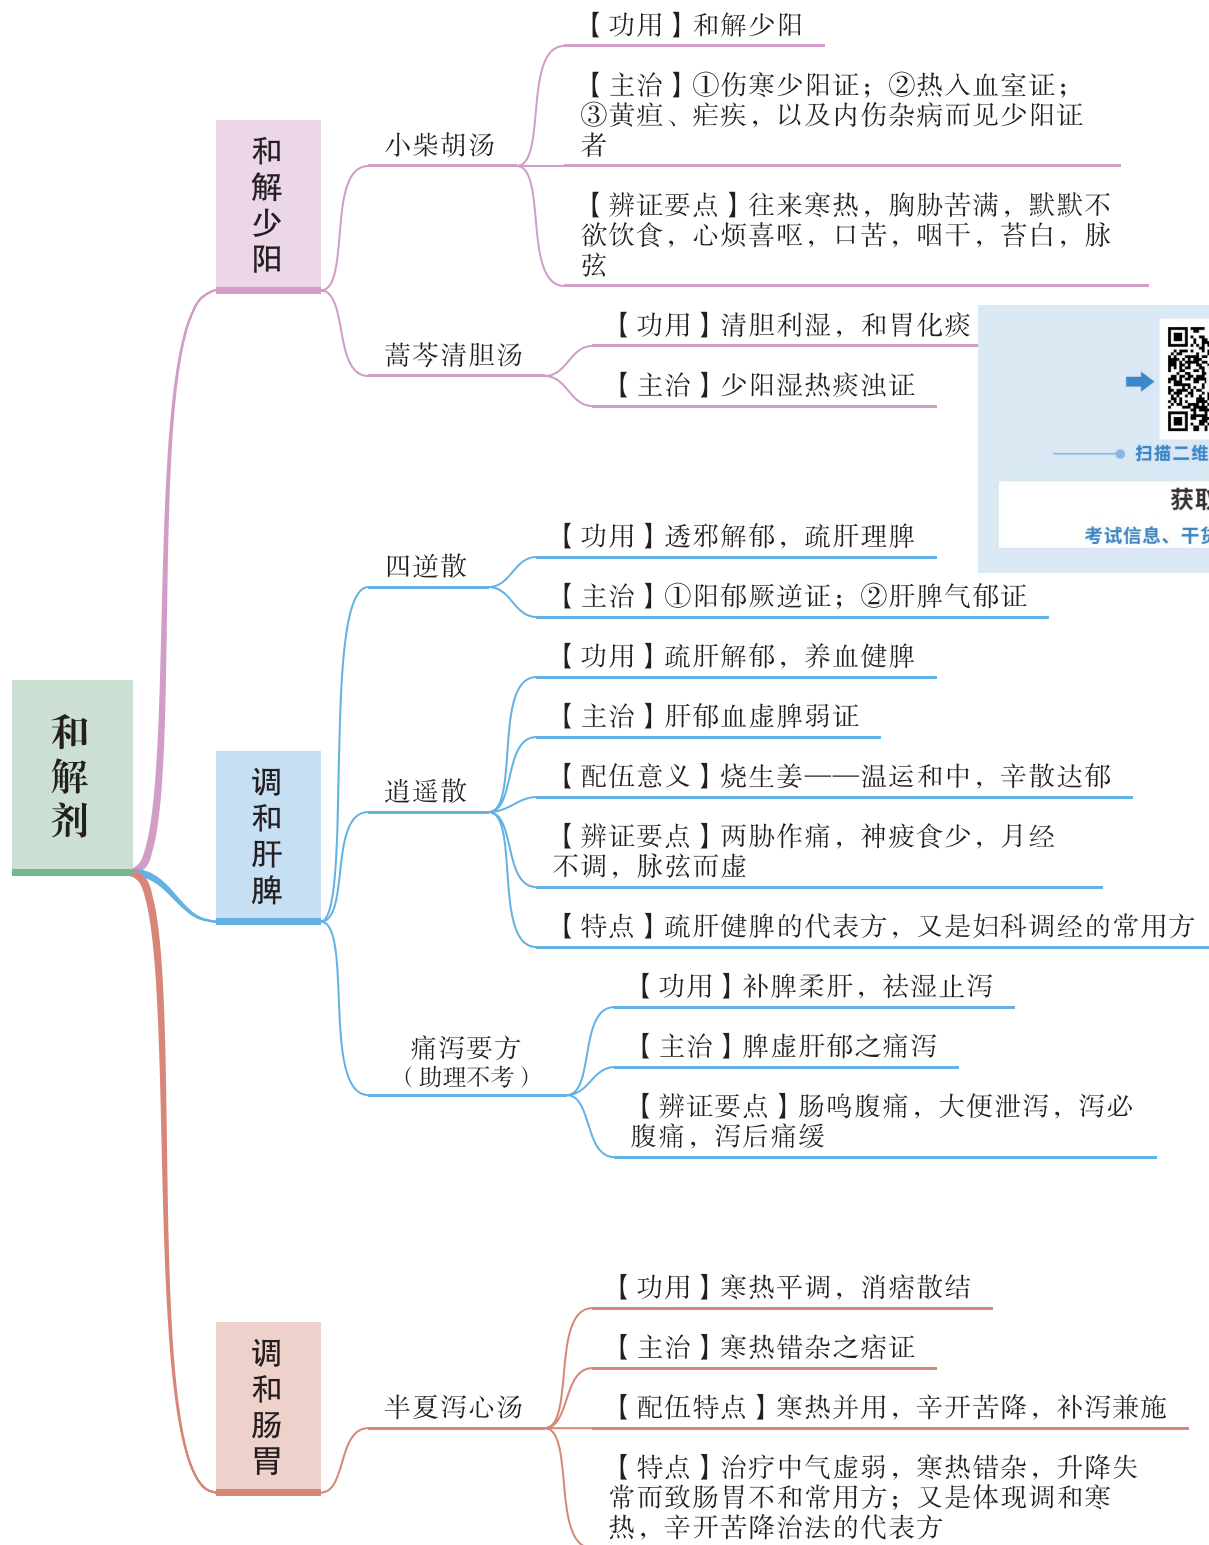 和解剂
和解少阳
小柴胡汤
【功用】和解少阳
【主治】①伤寒少阳证；②热入血室证；
③黄疸、疟疾，以及内伤杂病而见少阳证
者
【辨证要点】往来寒热，胸胁苦满，默默不
欲饮食，心烦喜呕，口苦，咽干，苔白，脉
弦
蒿芩清胆汤
【功用】清胆利湿，和胃化痰
【主治】少阳湿热痰浊证
扫描二维
获取
考试信息、干货
调和肝脾
四逆散
【功用】透邪解郁，疏肝理脾
【主治】①阳郁厥逆证；②肝脾气郁证
逍遥散
【功用】疏肝解郁，养血健脾
【主治】肝郁血虚脾弱证
【配伍意义】烧生姜——温运和中，辛散达郁
【辨证要点】两胁作痛，神疲食少，月经
不调，脉弦而虚
【特点】疏肝健脾的代表方，又是妇科调经的常用方
痛泻要方
（助理不考）
【功用】补脾柔肝，祛湿止泻
【主治】脾虚肝郁之痛泻
【辨证要点】肠鸣腹痛，大便泄泻，泻必
腹痛，泻后痛缓
调和肠胃
半夏泻心汤
【功用】寒热平调，消痞散结
【主治】寒热错杂之痞证
【配伍特点】寒热并用，辛开苦降，补泻兼施
【特点】治疗中气虚弱，寒热错杂，升降失
常而致肠胃不和常用方；又是体现调和寒
热，辛开苦降治法的代表方